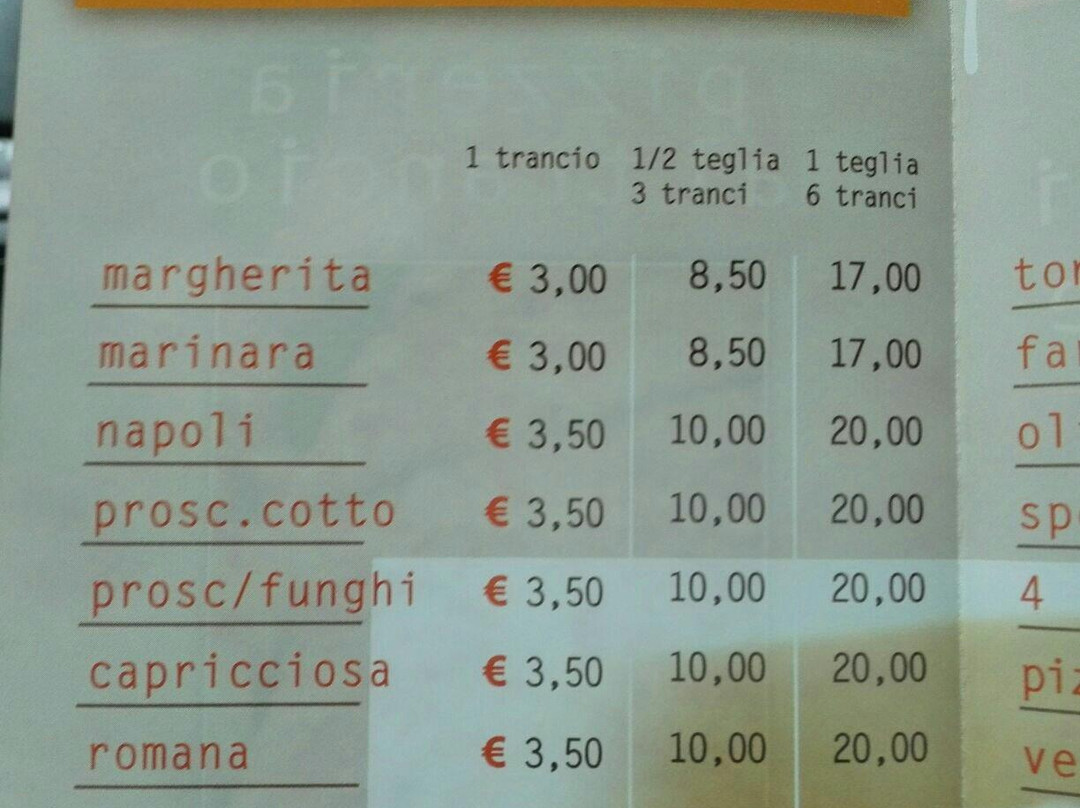 1 trancio 1/2 teglia 1 teglia
3 tranci 6 tranci
margherita € 3,00 8,50 17,00
marinara € 3,00 8,50 17,00
napoli € 3,50 10,00 20,00
prosc.cotto € 3,50 10,00 20,00
prosc/funghi € 3,50 10,00 20,00 4
capricciosa € 3,50 10,00 20,00
romana € 3,50 10,00 20,00